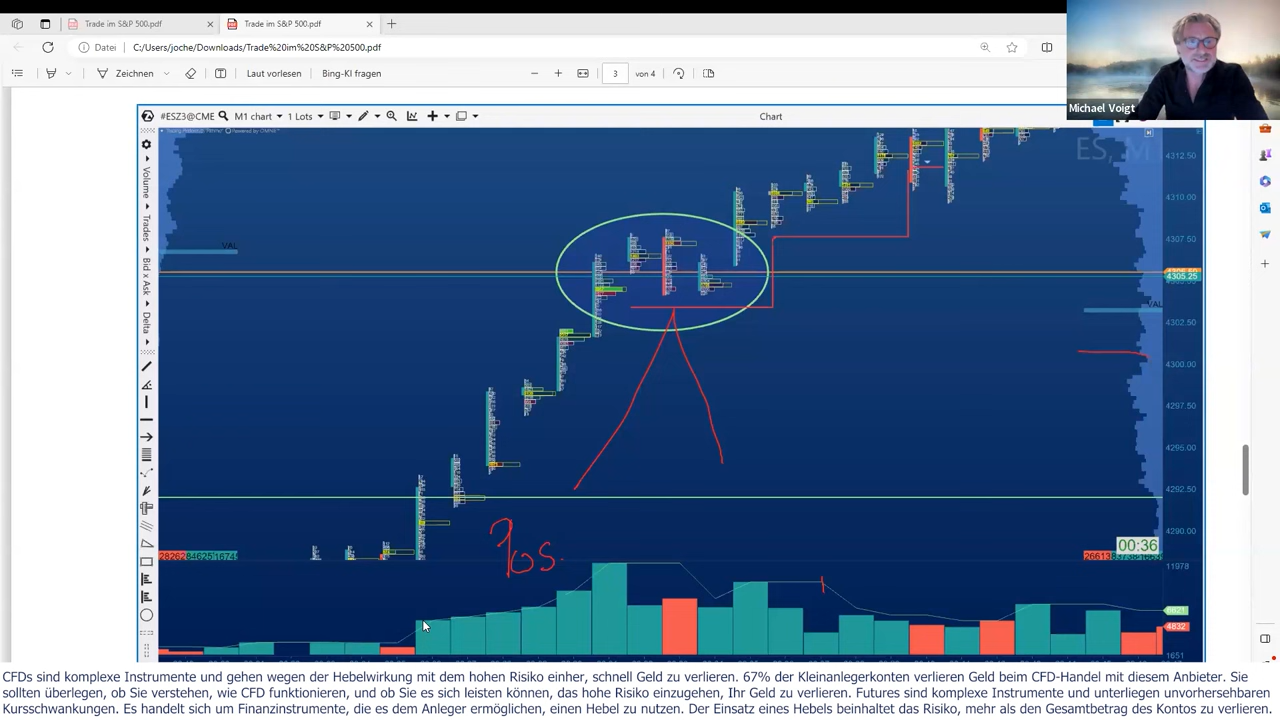 Trade im S&P 500.pdf
Trade im S&P 500.pdf
Datei
C:/Users/joche/Downloads/Trade%20im%20S&P%20500.pdf
Zeichnen
Laut vorlesen
Bing-KI fragen
3
von 4
Michael Voigt
#ESZ3@CME
M1 chart
1 Lots
Chart
Volume
Trades
Bid x Ask
Delta
VAL
VAL
4312.50
4310.00
4307.50
4305.25
4302.50
4300.00
4297.50
4295.00
4292.50
4290.00
Pos.
00:36
11978
6821
4832
1651
CFDs sind komplexe Instrumente und gehen wegen der Hebelwirkung mit dem hohen Risiko einher, schnell Geld zu verlieren. 67% der Kleinanlegerkonten verlieren Geld beim CFD-Handel mit diesem Anbieter. Sie
sollten überlegen, ob Sie verstehen, wie CFD funktionieren, und ob Sie es sich leisten können, das hohe Risiko einzugehen, Ihr Geld zu verlieren. Futures sind komplexe Instrumente und unterliegen unvorhersehbaren
Kursschwankungen. Es handelt sich um Finanzinstrumente, die es dem Anleger ermöglichen, einen Hebel zu nutzen. Der Einsatz eines Hebels beinhaltet das Risiko, mehr als den Gesamtbetrag des Kontos zu verlieren.